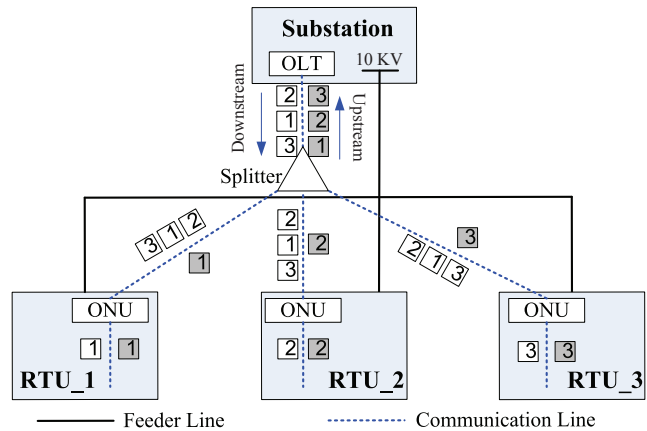 Substation
OLT
10 KV
Downstream
2 3
1 2
3 1
Upstream
Splitter
3 1 2
1
2
1 2
3
3
2 1 3
ONU
ONU
ONU
1 1
2 2
3 3
RTU_1
RTU_2
RTU_3
Feeder Line
Communication Line